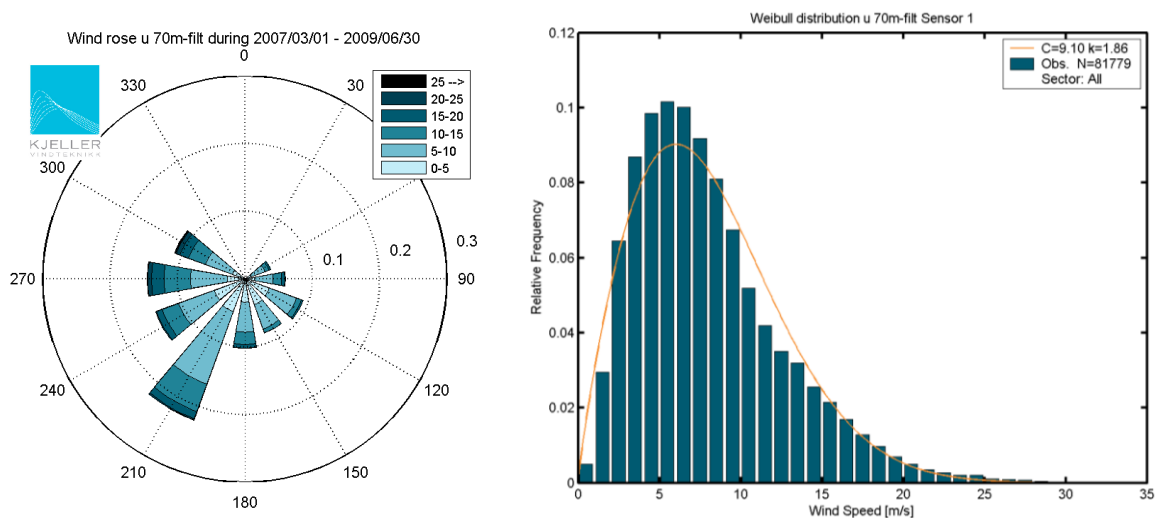 Wind rose u 70m-filt during 2007/03/01 - 2009/06/30
0
30
330
300
270
240
210
180
150
120
90
0.1
0.2
0.3
KJELLER
VINDTEKNIKK
25 -->
20-25
15-20
10-15
5-10
0-5
Weibull distribution u 70m-filt Sensor 1
C=9.10 k=1.86
Obs. N=81779
Sector: All
Relative Frequency
0.12
0.1
0.08
0.06
0.04
0.02
0
0 5 10 15 20 25 30 35
Wind Speed [m/s]